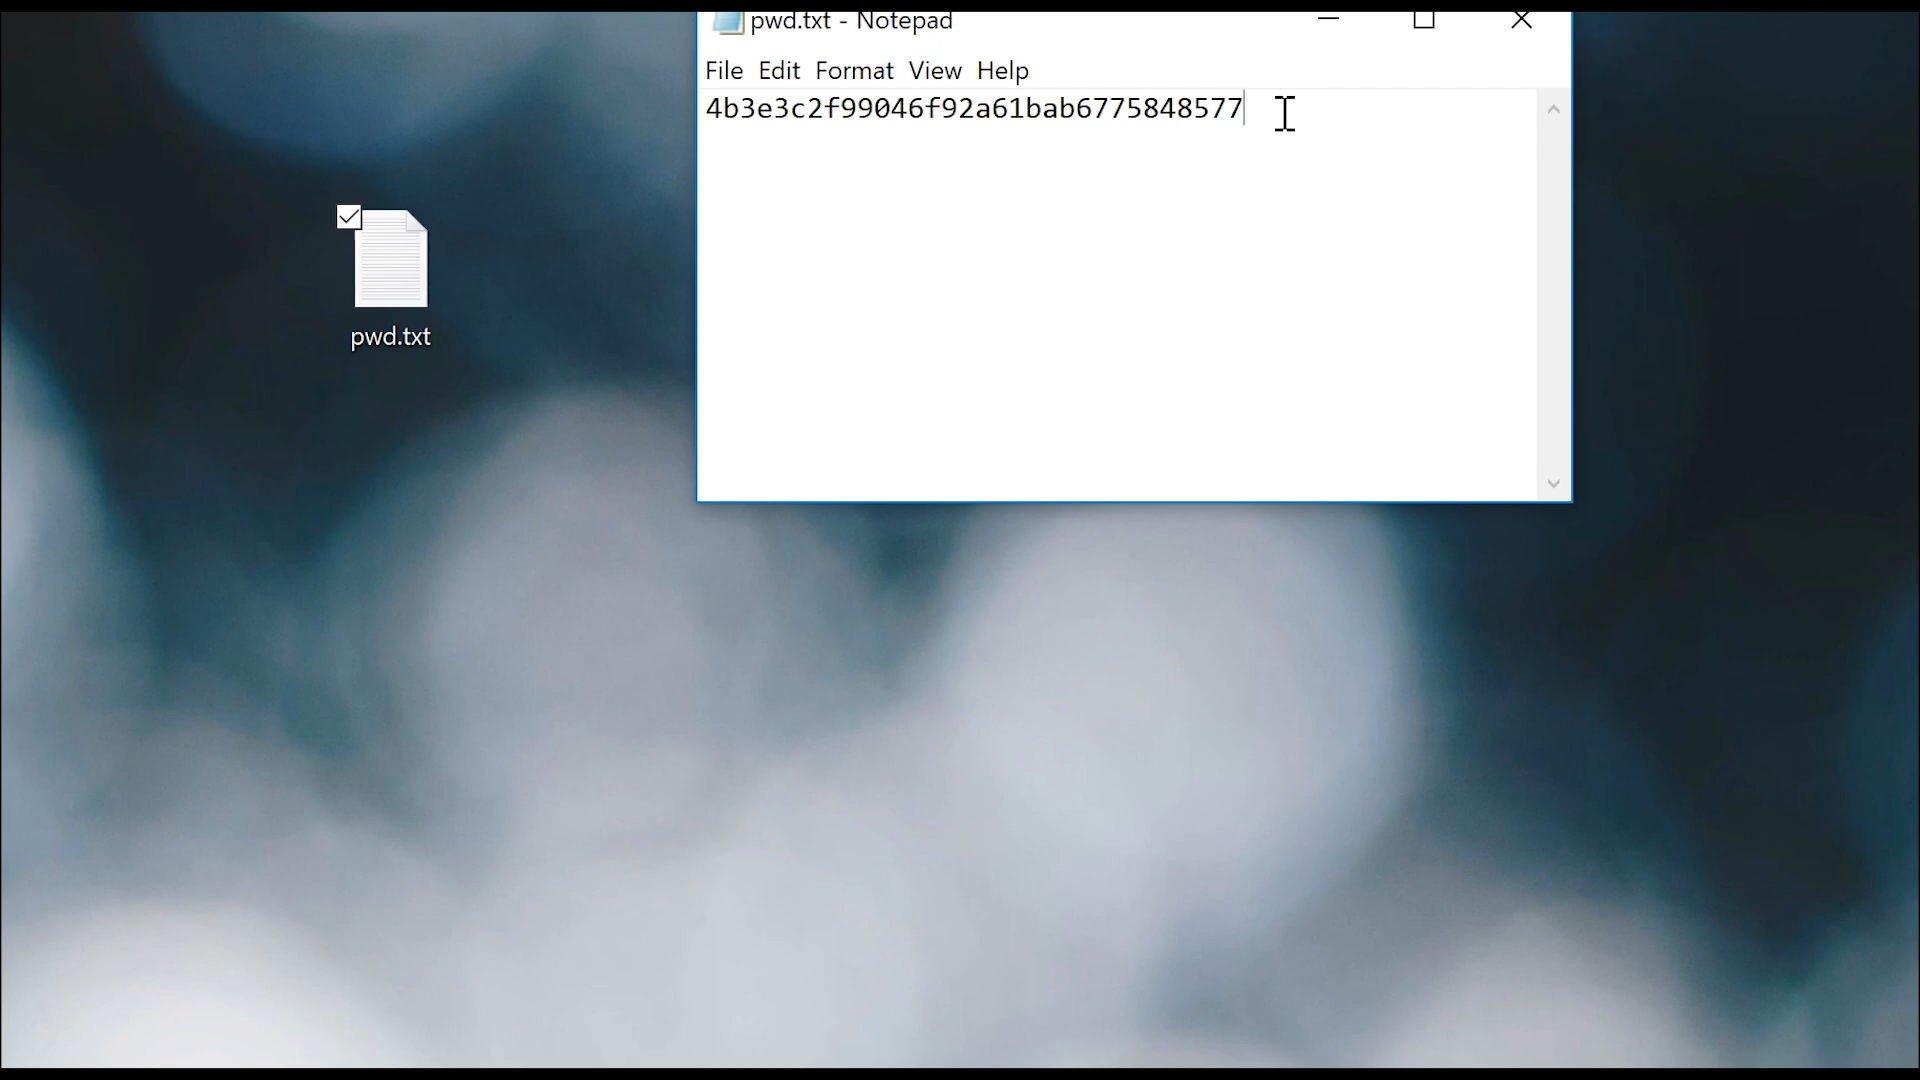 pwd.txt - Notepad
File Edit Format View Help
4b3e3c2f99046f92a61bab6775848577
pwd.txt